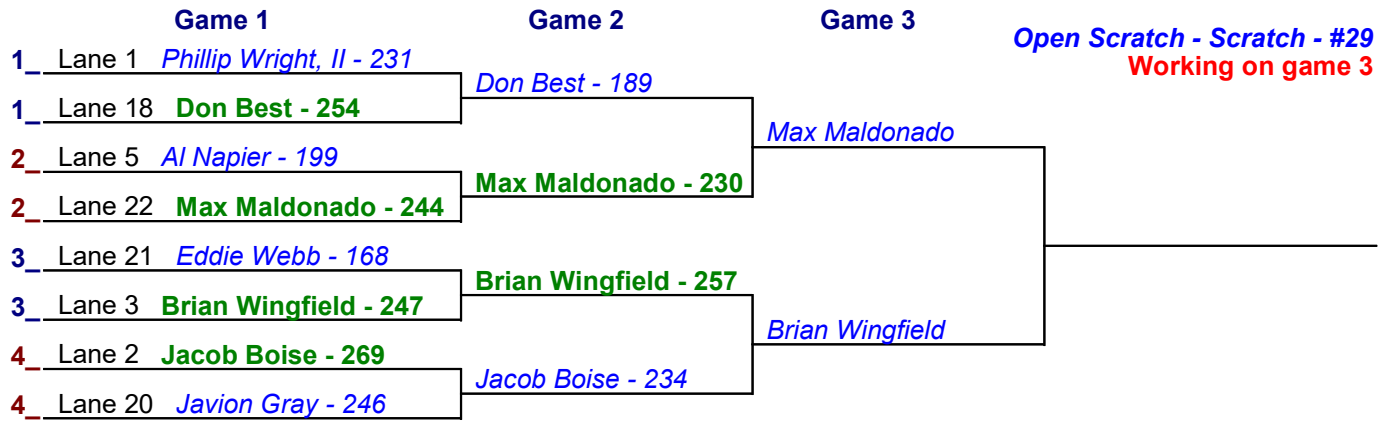 Game 1 Game 2 Game 3
Open Scratch - Scratch - #29
Working on game 3
1_ Lane 1 Phillip Wright, II - 231
Don Best - 189
1_ Lane 18 Don Best - 254
Max Maldonado
2_ Lane 5 Al Napier - 199
Max Maldonado - 230
2_ Lane 22 Max Maldonado - 244
3_ Lane 21 Eddie Webb - 168
Brian Wingfield - 257
3_ Lane 3 Brian Wingfield - 247
Brian Wingfield
4_ Lane 2 Jacob Boise - 269
Jacob Boise - 234
4_ Lane 20 Javion Gray - 246